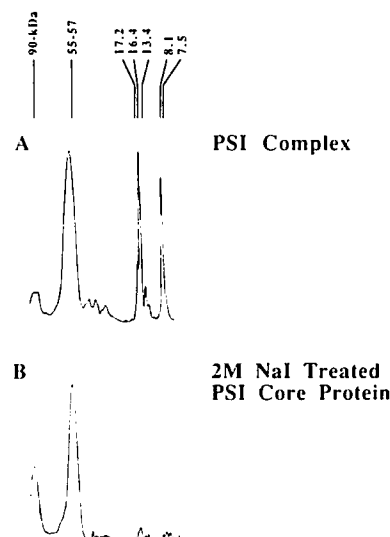 90-kDa
55-57
17.2
16.4
13.4
8.1
7.5
A PSI Complex
B 2M NaI Treated
PSI Core Protein